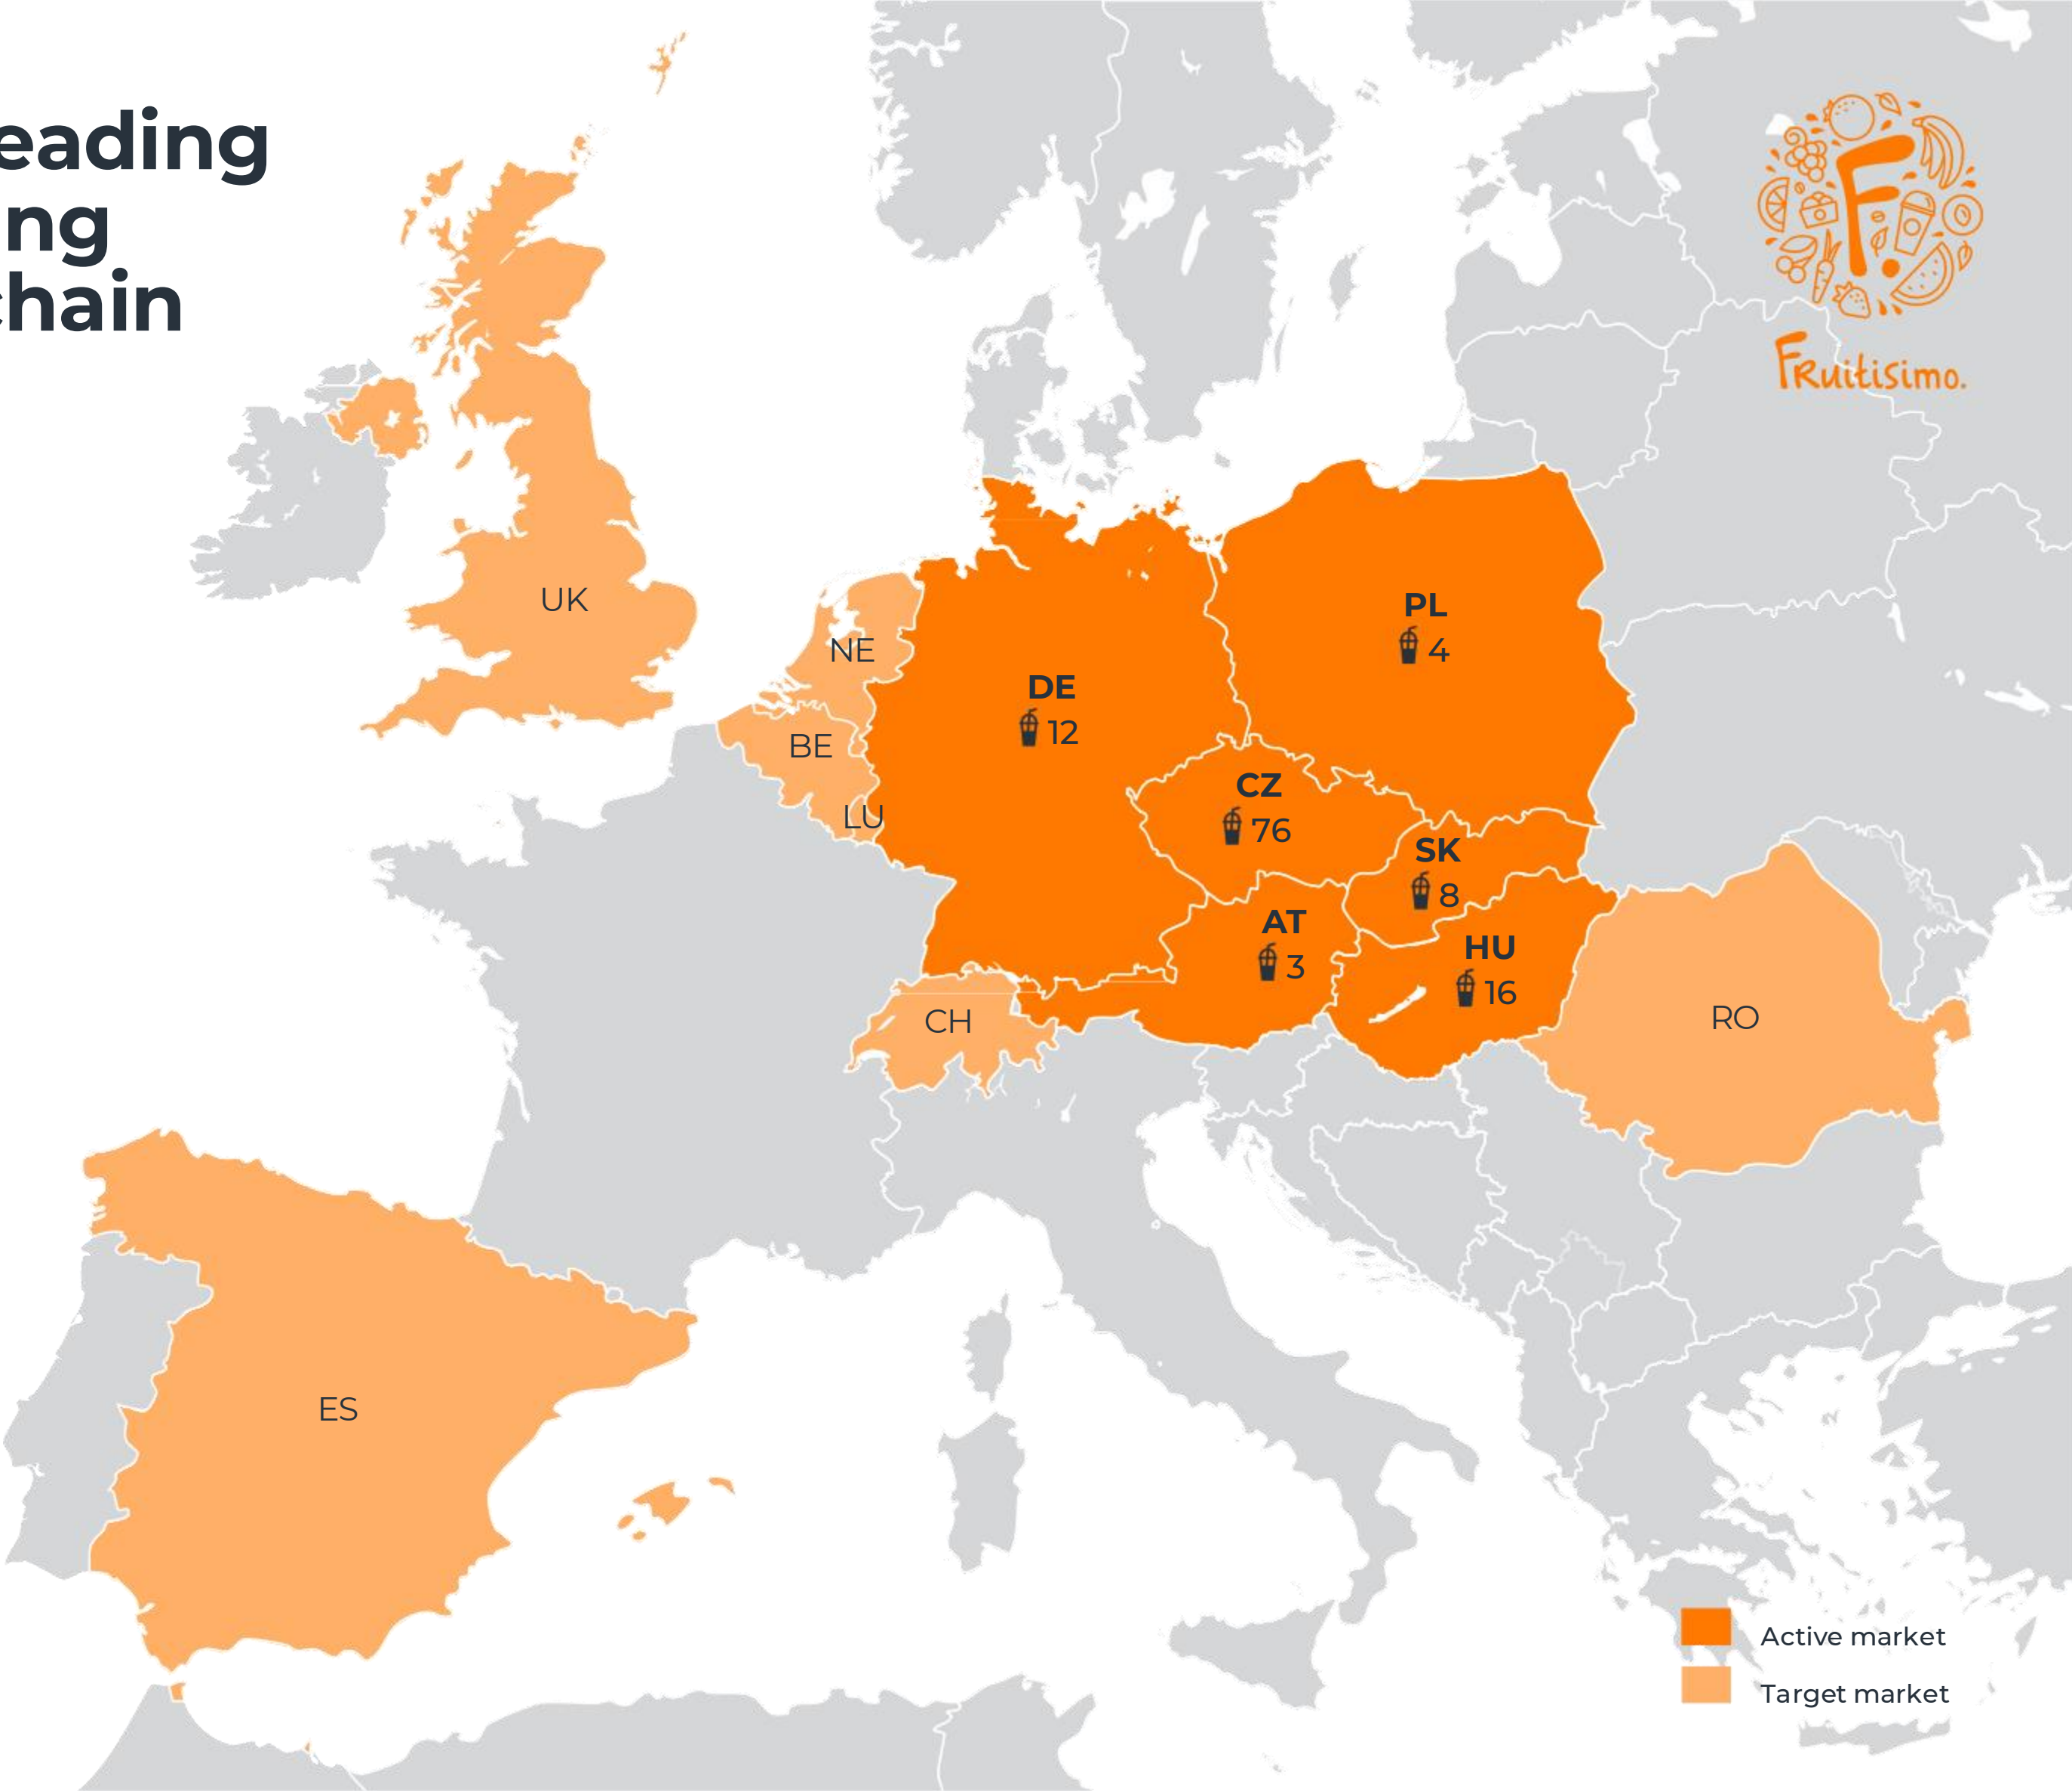 eading
ng
chain
F.
Fruitisimo.
UK
NE
BE
LU
DE
12
PL
4
CZ
76
SK
8
AT
3
HU
16
CH
RO
ES
Active market
Target market